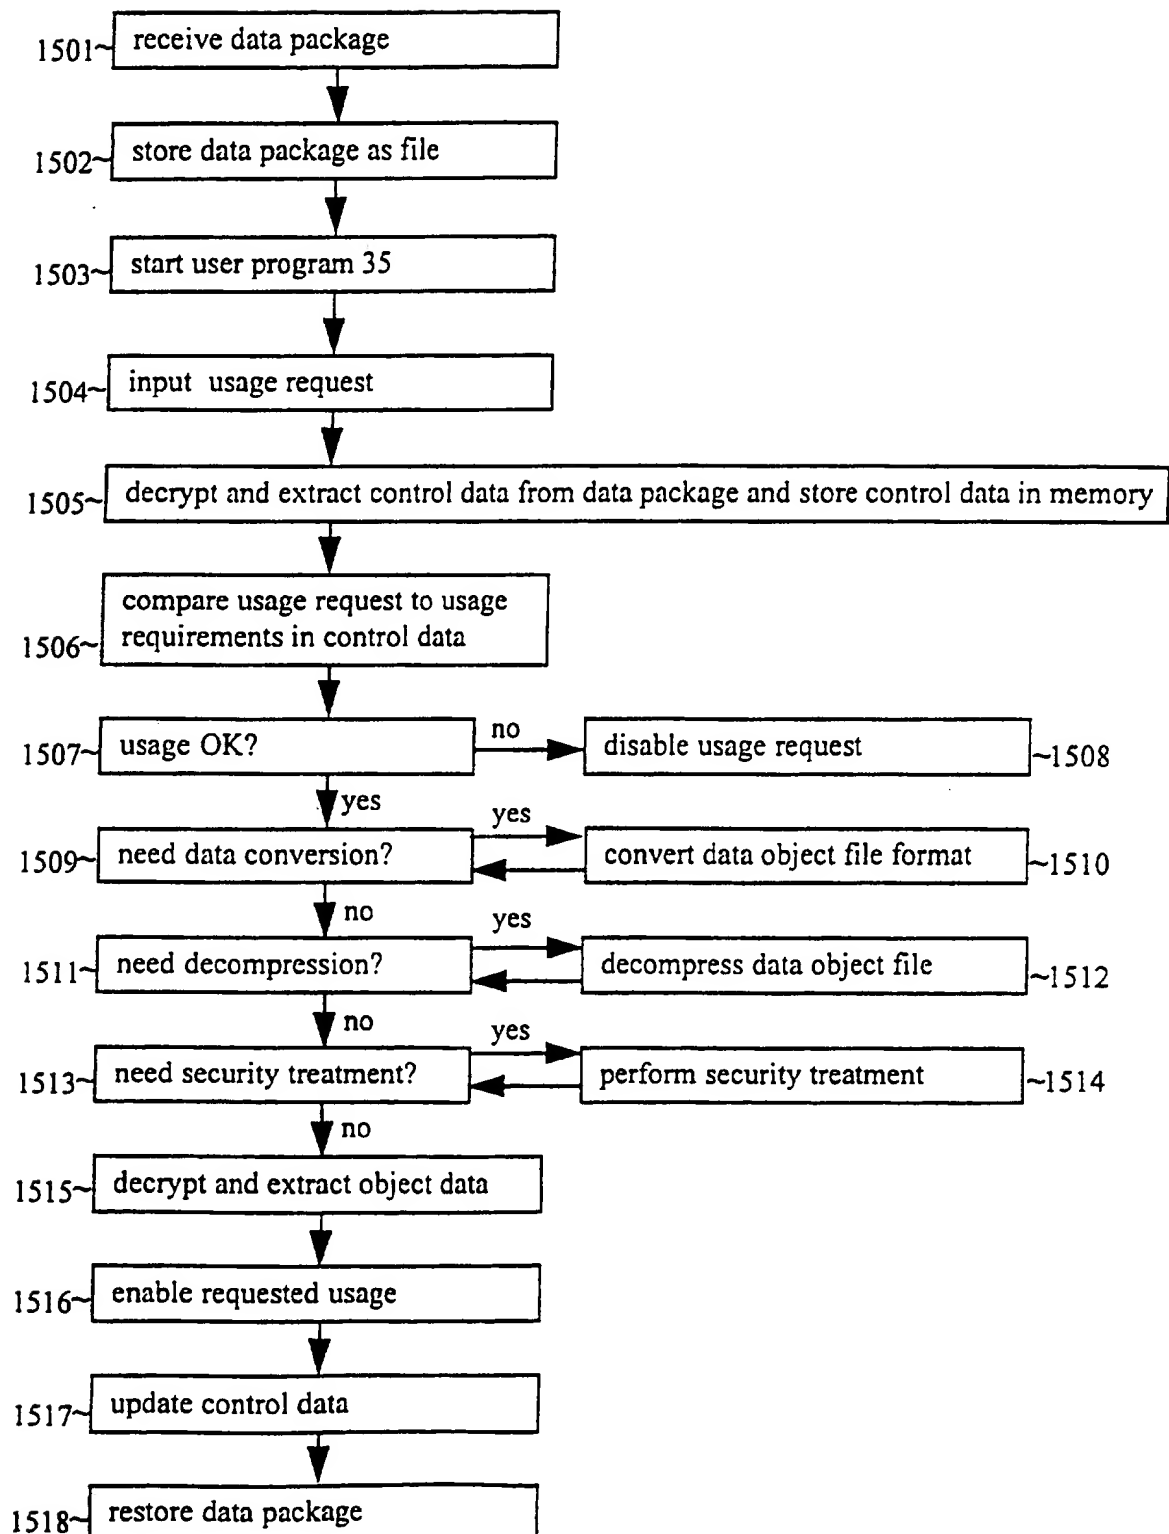 1501~ receive data package
1502~ store data package as file
1503~ start user program 35
1504~ input usage request
1505~ decrypt and extract control data from data package and store control data in memory
compare usage request to usage
1506~ requirements in control data
1507~ usage OK? no disable usage request ~1508
yes
yes
1509~ need data conversion? convert data object file format ~1510
no
yes
1511~ need decompression? decompress data object file ~1512
no
yes
1513~ need security treatment? perform security treatment ~1514
no
1515~ decrypt and extract object data
1516~ enable requested usage
1517~ update control data
1518~ restore data package